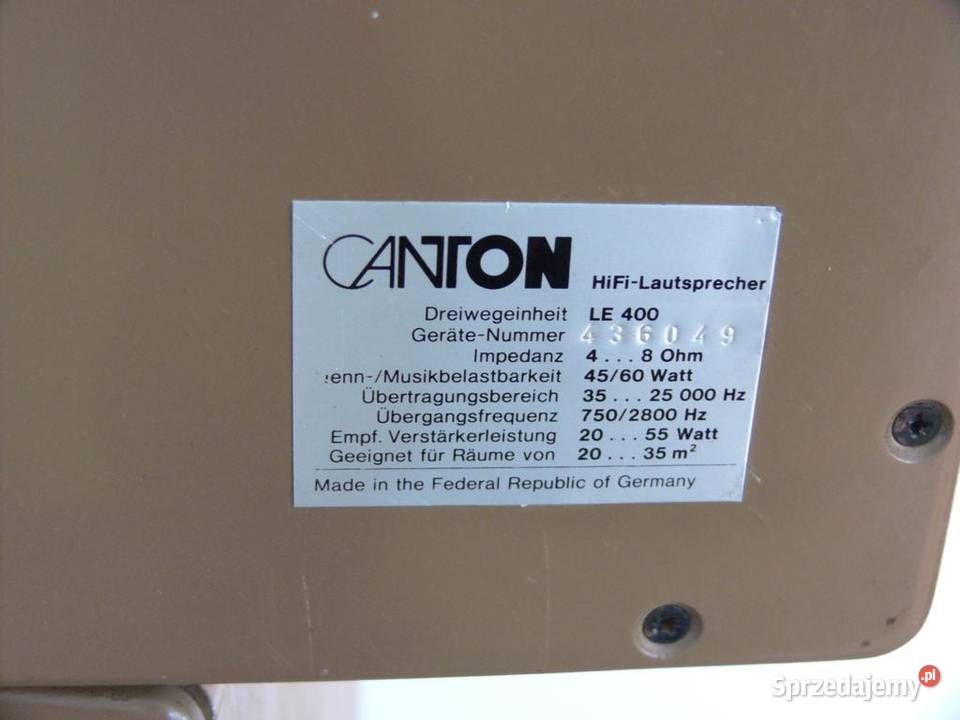 CANTON
HiFi-Lautsprecher
Dreiwegeinheit LE 400
Geräte-Nummer 436049
Impedanz 4 . . . 8 Ohm
enn-/Musikbelastbarkeit 45/60 Watt
Übertragungsbereich 35 . . . 25 000 Hz
Übergangsfrequenz 750/2800 Hz
Empf. Verstärkerleistung 20 . . . 55 Watt
Geeignet für Räume von 20 . . . 35 m²
Made in the Federal Republic of Germany
Sprzedajemy.pl